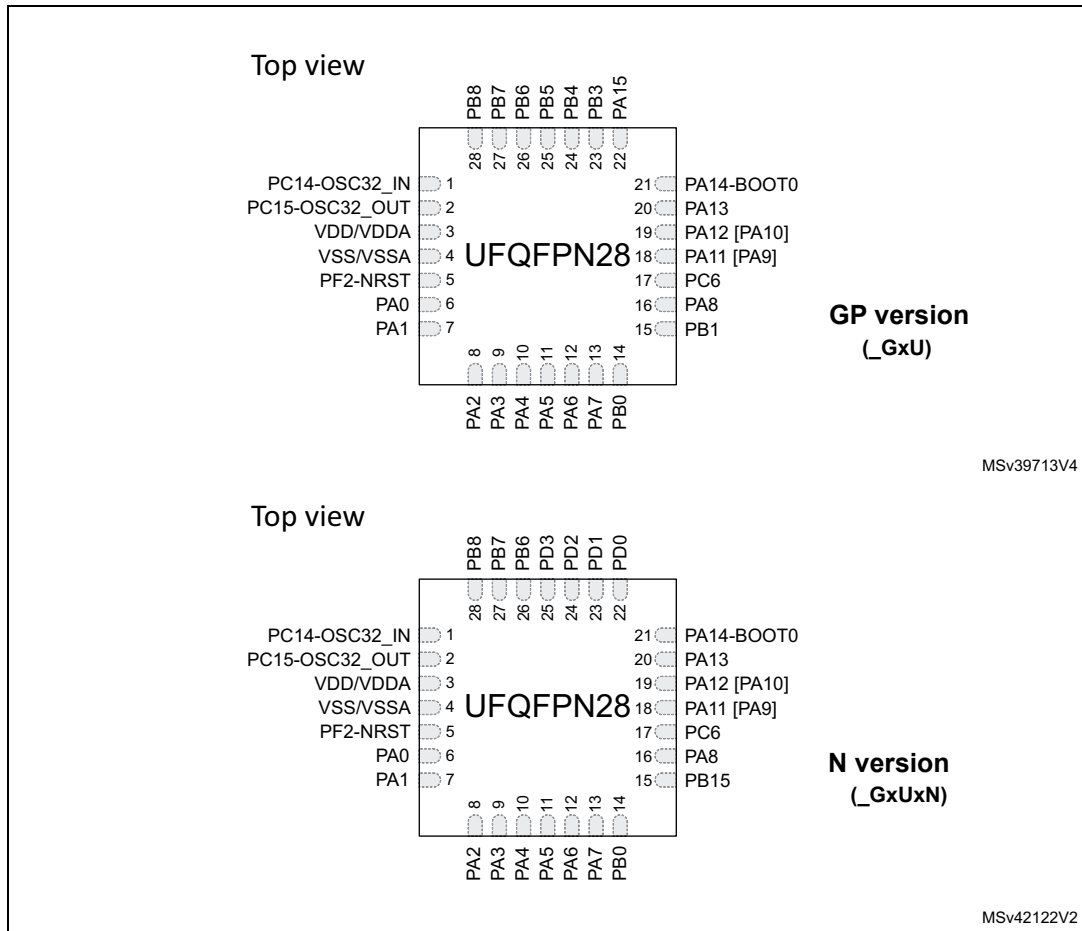 Top view
PB8
PB7
PB6
PB5
PB4
PB3
PA15
28
27
26
25
24
23
22
PC14-OSC32_IN 1
PC15-OSC32_OUT 2
VDD/VDDA 3
VSS/VSSA 4
PF2-NRST 5
PA0 6
PA1 7
UFQFPN28
21 PA14-BOOT0
20 PA13
19 PA12 [PA10]
18 PA11 [PA9]
17 PC6
16 PA8
15 PB1
8
9
10
11
12
13
14
PA2
PA3
PA4
PA5
PA6
PA7
PB0
GP version
(_GxU)
MSv39713V4
Top view
PB8
PB7
PB6
PD3
PD2
PD1
PD0
28
27
26
25
24
23
22
PC14-OSC32_IN 1
PC15-OSC32_OUT 2
VDD/VDDA 3
VSS/VSSA 4
PF2-NRST 5
PA0 6
PA1 7
UFQFPN28
21 PA14-BOOT0
20 PA13
19 PA12 [PA10]
18 PA11 [PA9]
17 PC6
16 PA8
15 PB15
8
9
10
11
12
13
14
PA2
PA3
PA4
PA5
PA6
PA7
PB0
N version
(_GxUxN)
MSv42122V2